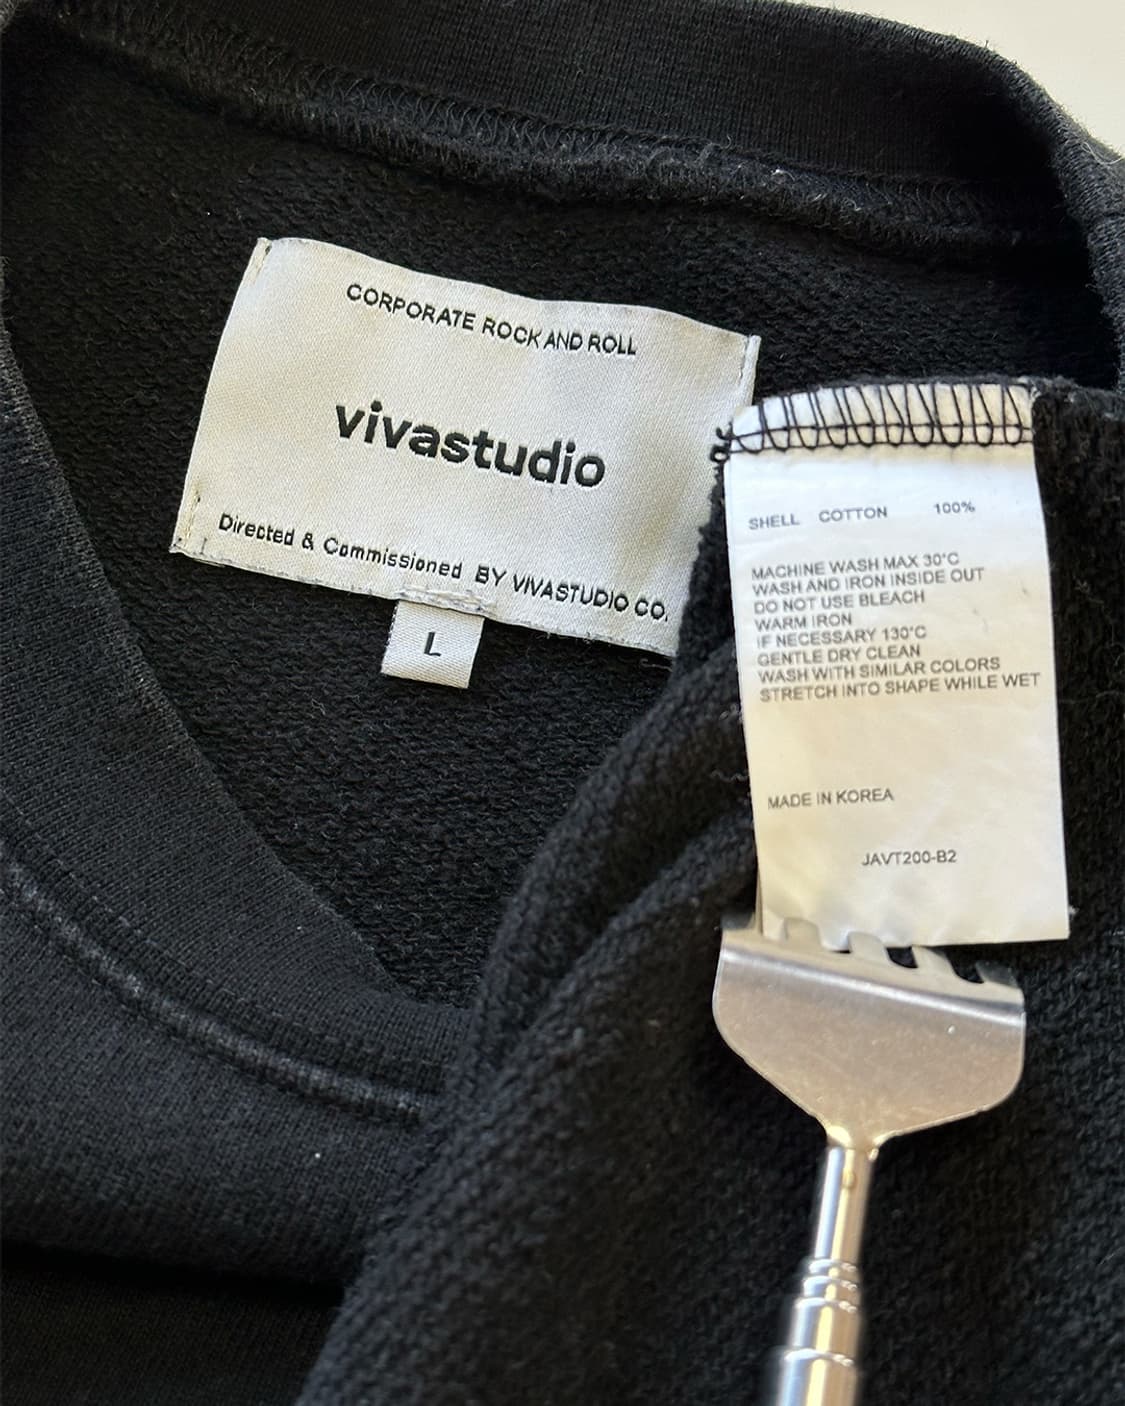 CORPORATE ROCK AND ROLL
vivastudio
Directed & Commissioned BY VIVASTUDIO CO.
L
SHELL COTTON 100%
MACHINE WASH MAX 30°C
WASH AND IRON INSIDE OUT
DO NOT USE BLEACH
WARM IRON
IF NECESSARY 130°C
GENTLE DRY CLEAN
WASH WITH SIMILAR COLORS
STRETCH INTO SHAPE WHILE WET
MADE IN KOREA
JAVT200-B2